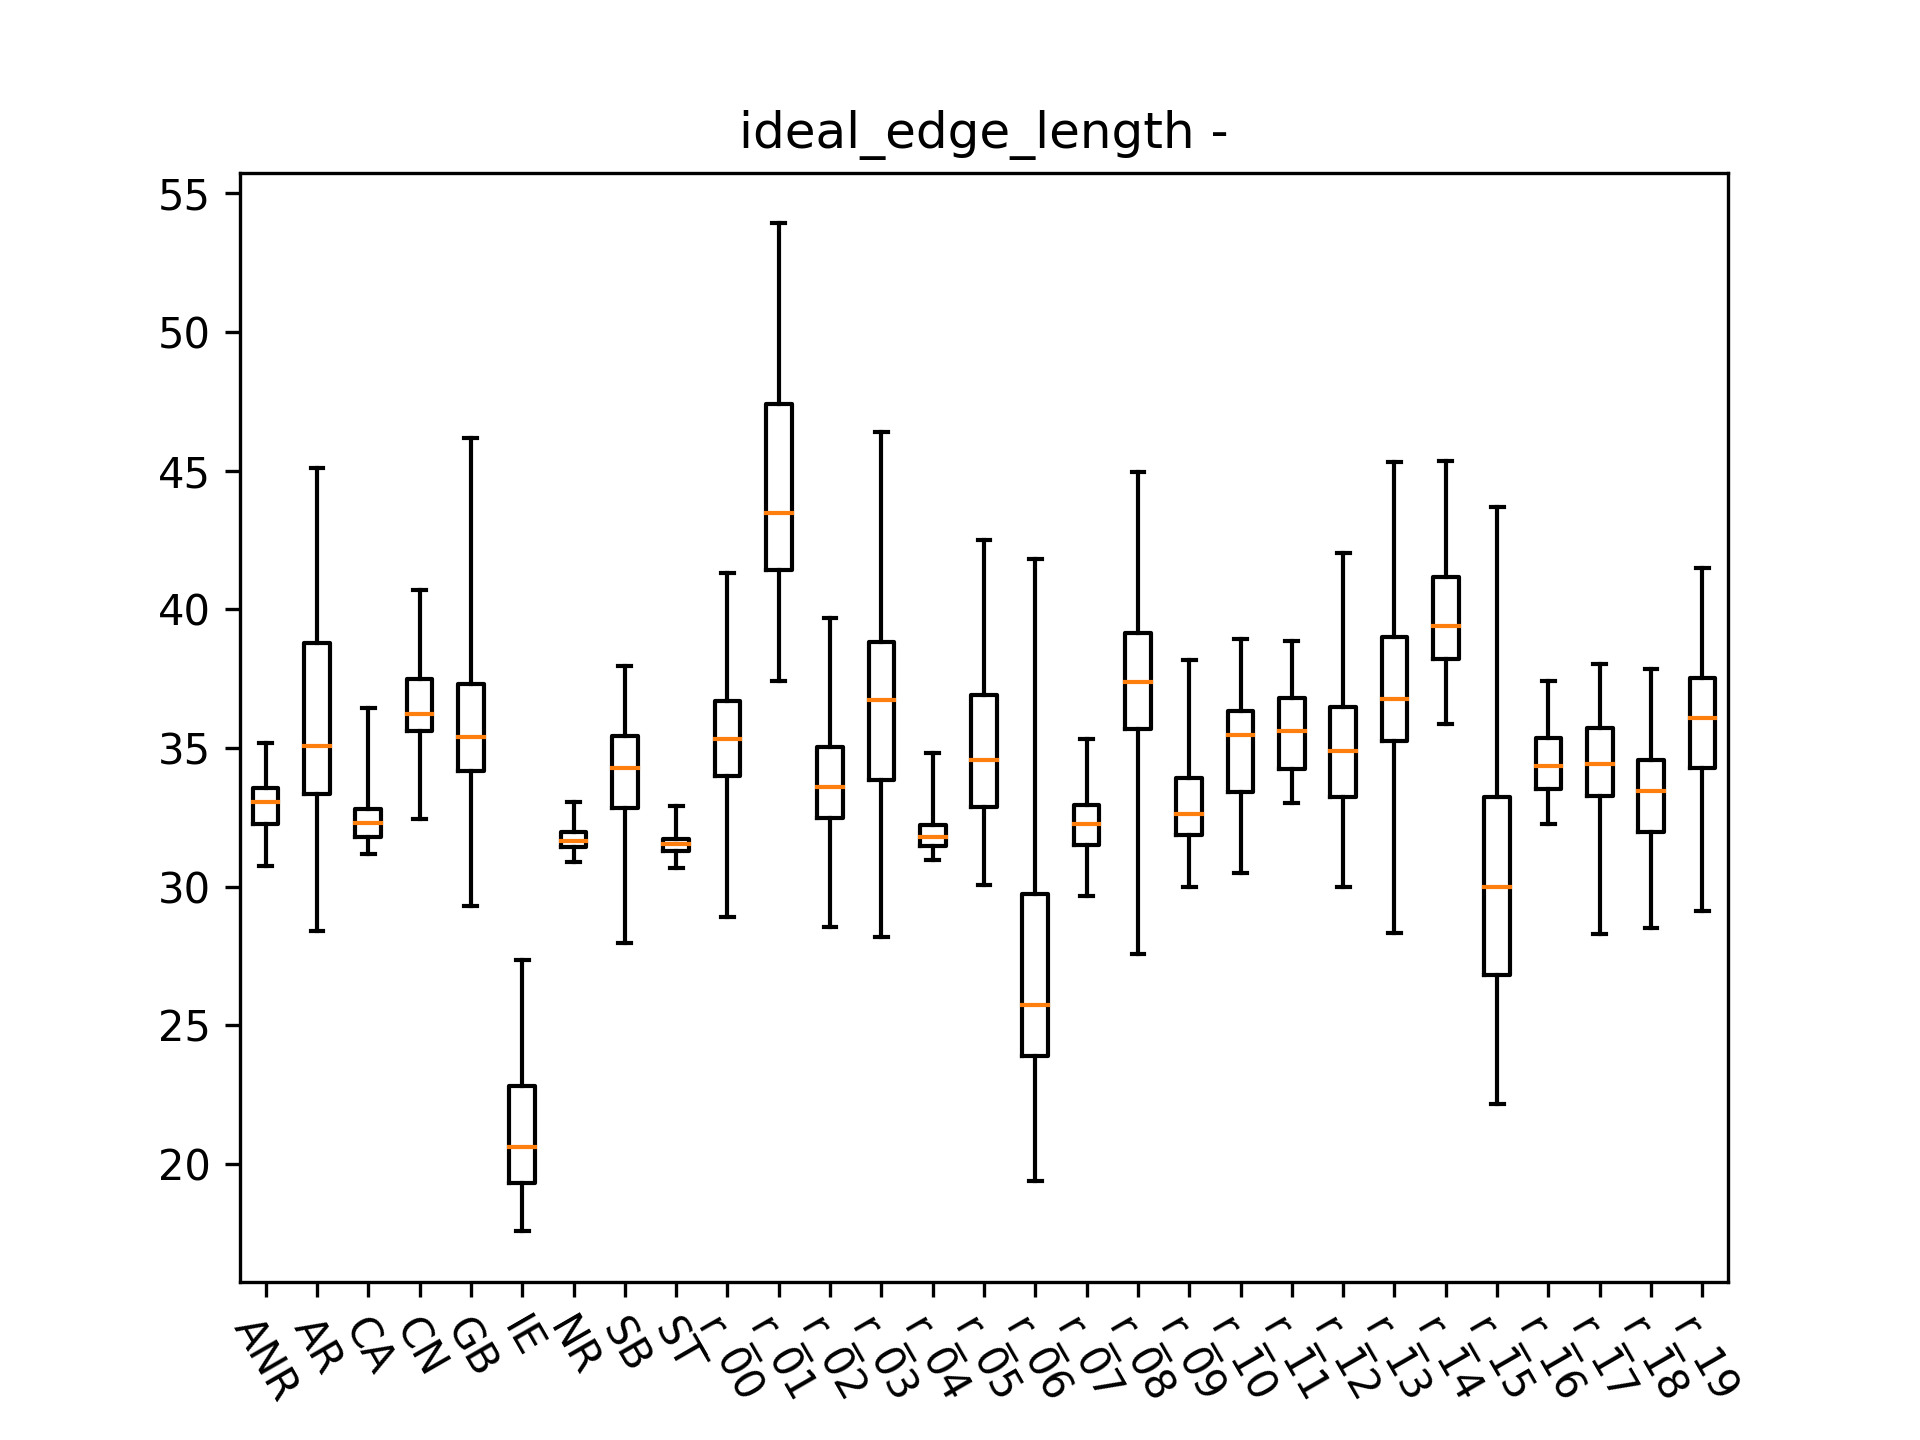 ideal_edge_length -
55
50
45
40
35
30
25
20
ANR
AR
CA
CN
GB
IE
NR
SB
ST
r_00
r_01
r_02
r_03
r_04
r_05
r_06
r_07
r_08
r_09
r_10
r_11
r_12
r_13
r_14
r_15
r_16
r_17
r_18
r_19